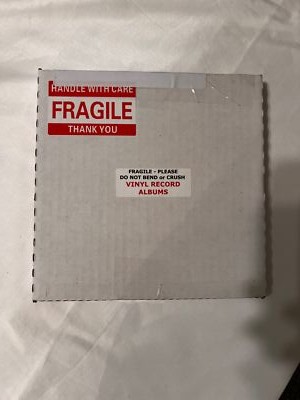 HANDLE WITH CARE
FRAGILE
THANK YOU
FRAGILE - PLEASE
DO NOT BEND or CRUSH
VINYL RECORD
ALBUMS